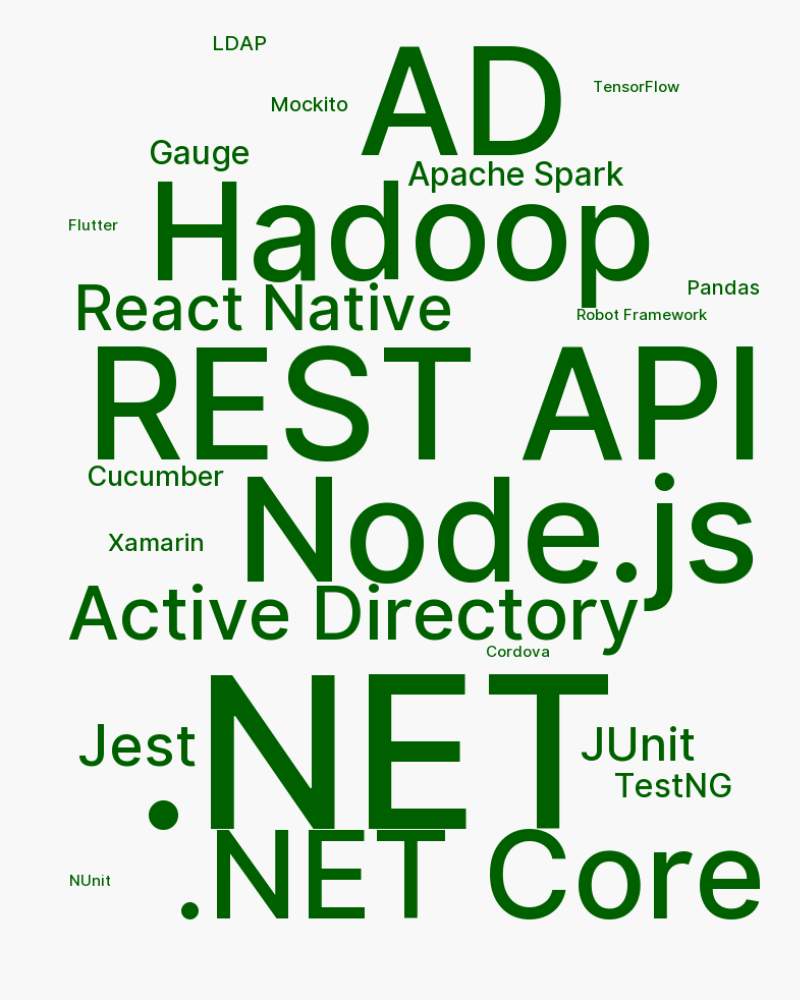 LDAP
AD
TensorFlow
Mockito
Gauge
Apache Spark
Flutter
Hadoop
Pandas
React Native
Robot Framework
REST API
Cucumber
Node.js
Xamarin
Active Directory
Cordova
.NET
Jest
JUnit
TestNG
.NET Core
NUnit